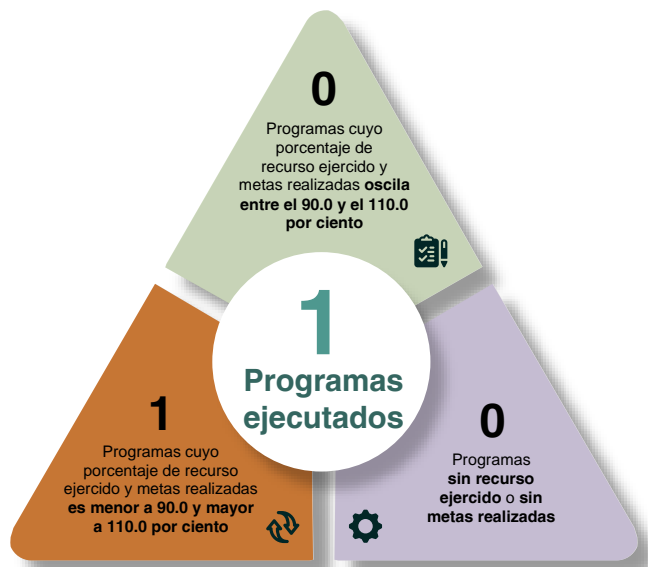 0
Programas cuyo
porcentaje de
recurso ejercido y
metas realizadas oscila
entre el 90.0 y el 110.0
por ciento
1
Programas
ejecutados
1
Programas cuyo
porcentaje de recurso
ejercido y metas realizadas
es menor a 90.0 y mayor
a 110.0 por ciento
0
Programas
sin recurso
ejercido o sin
metas realizadas